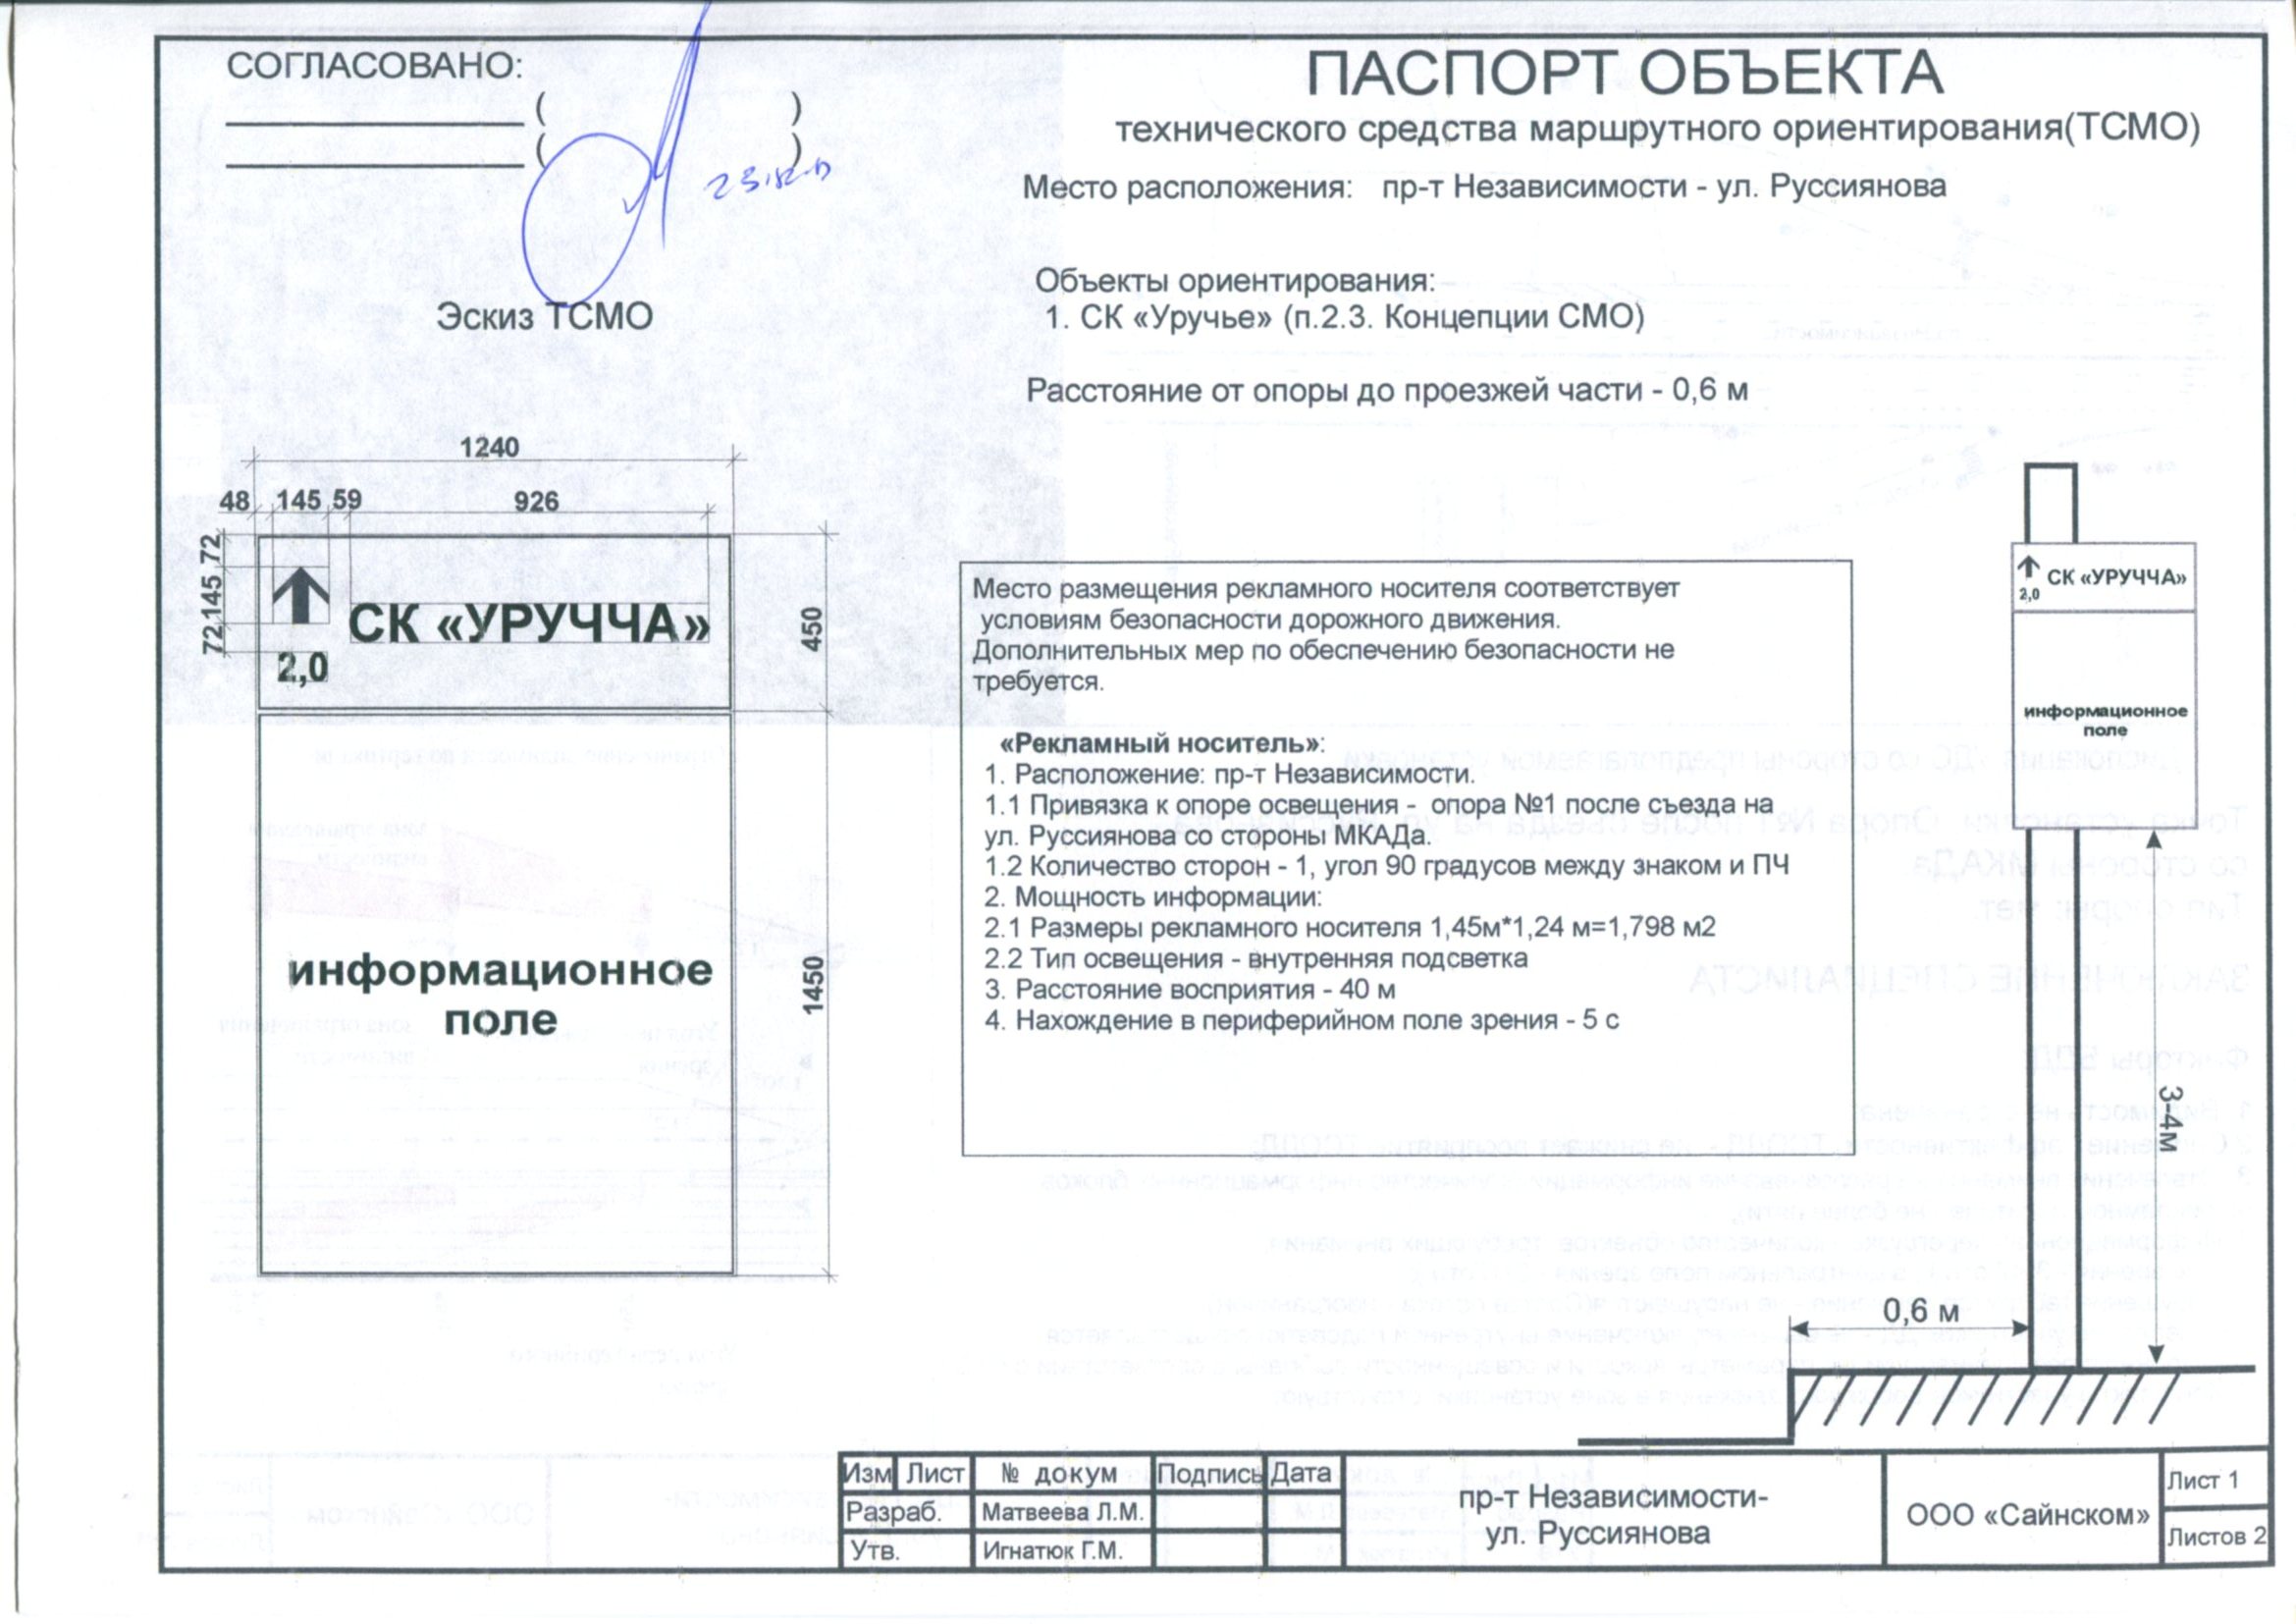 СОГЛАСОВАНО:
( )
( )
ПАСПОРТ ОБЪЕКТА
технического средства маршрутного ориентирования(ТСМО)
Место расположения: пр-т Независимости - ул. Руссиянова
Объекты ориентирования:
1. СК «Уручье» (п.2.3. Концепции СМО)
Расстояние от опоры до проезжей части - 0,6 м
Эскиз ТСМО
1240
48 145 59 926
72
145
72
СК «УРУЧЧА»
2,0
450
информационное
поле
1450
Место размещения рекламного носителя соответствует
условиям безопасности дорожного движения.
Дополнительных мер по обеспечению безопасности не
требуется.
«Рекламный носитель»:
1. Расположение: пр-т Независимости.
1.1 Привязка к опоре освещения - опора №1 после съезда на
ул. Руссиянова со стороны МКАДа.
1.2 Количество сторон - 1, угол 90 градусов между знаком и ПЧ
2. Мощность информации:
2.1 Размеры рекламного носителя 1,45м*1,24 м=1,798 м2
2.2 Тип освещения - внутренняя подсветка
3. Расстояние восприятия - 40 м
4. Нахождение в периферийном поле зрения - 5 с
СК «УРУЧЧА»
2,0
информационное
поле
3-4м
0,6 м
Изм Лист № докум Подпись Дата
Разраб. Матвеева Л.М.
Утв. Игнатюк Г.М.
пр-т Независимости-
ул. Руссиянова
ООО «Сайнском»
Лист 1
Листов 2